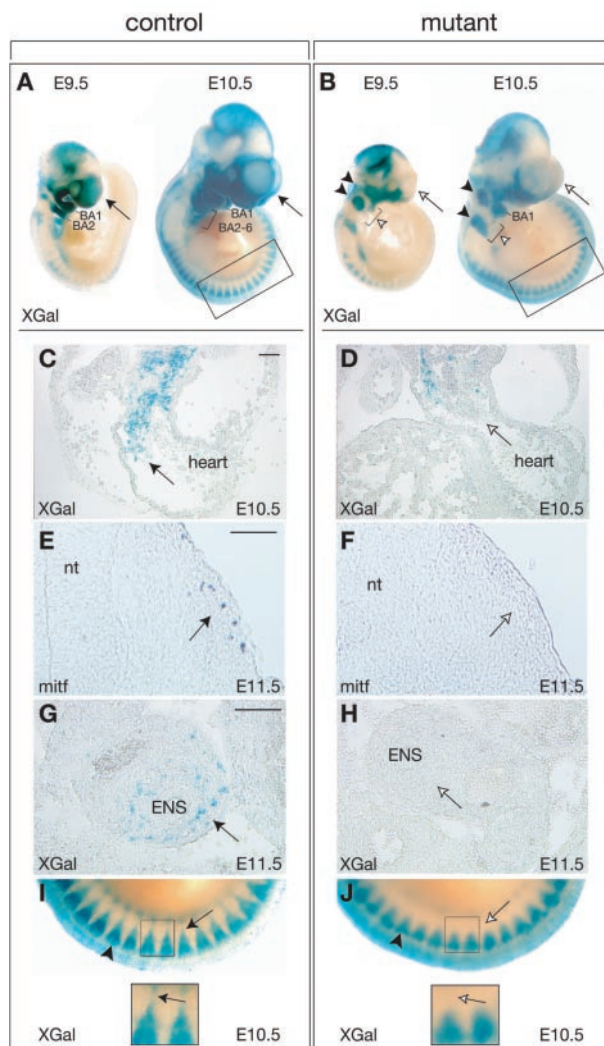 control
mutant
A
E9.5
E10.5
BA1
BA2
BA1
BA2-6
XGal
B
E9.5
E10.5
BA1
XGal
C
heart
XGal
E10.5
D
heart
XGal
E10.5
E
nt
mitf
E11.5
F
nt
mitf
E11.5
G
ENS
XGal
E11.5
H
ENS
XGal
E11.5
I
XGal
E10.5
J
XGal
E10.5